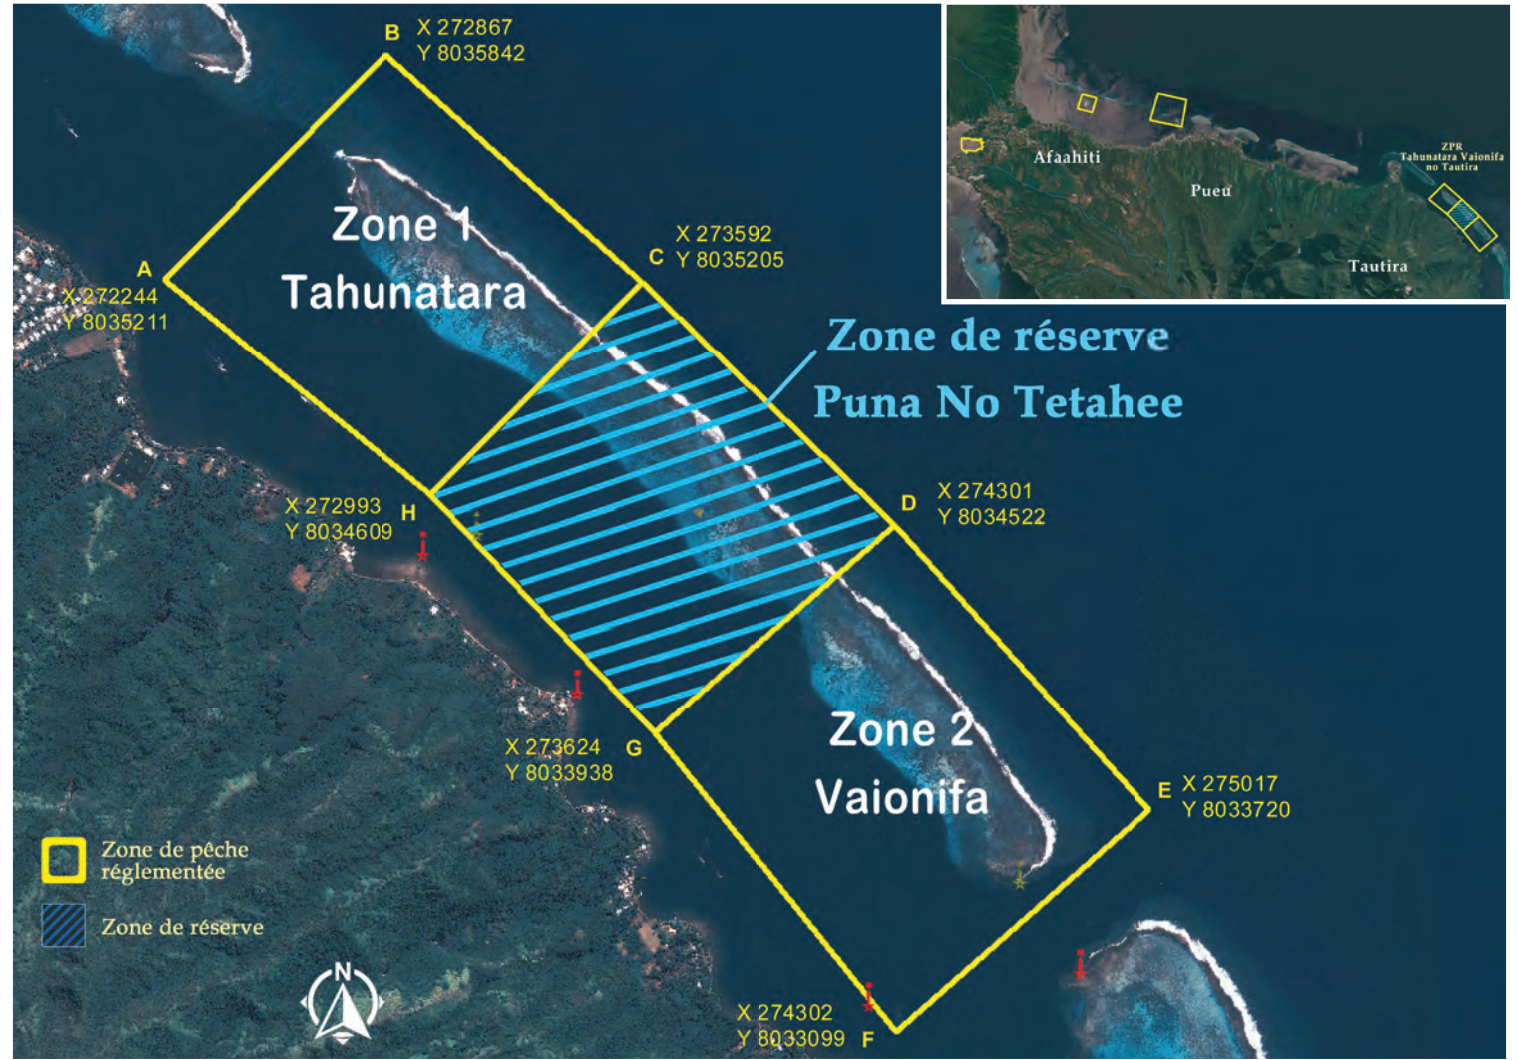 B
X 272867
Y 8035842
Afaahiti
Pueu
Tautira
ZPR
Tahunatara Vaionifa
no Tautira
A
X 272244
Y 8035211
Zone 1
Tahunatara
C
X 273592
Y 8035205
Zone de réserve
Puna No Tetahee
X 272993
Y 8034609
H
D
X 274301
Y 8034522
X 273624
Y 8033938
G
Zone 2
Vaionifa
E
X 275017
Y 8033720
Zone de pêche
réglementée
Zone de réserve
N
X 274302
Y 8033099
F